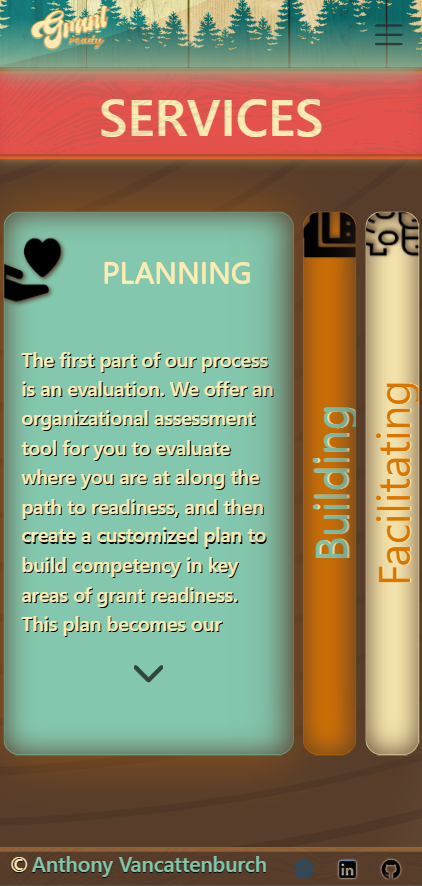 Grant
ready
SERVICES
PLANNING
The first part of our process
is an evaluation. We offer an
organizational assessment
tool for you to evaluate
where you are at along the
path to readiness, and then
create a customized plan to
build competency in key
areas of grant readiness.
This plan becomes our
Building
Facilitating
© Anthony Vancattenburch
in